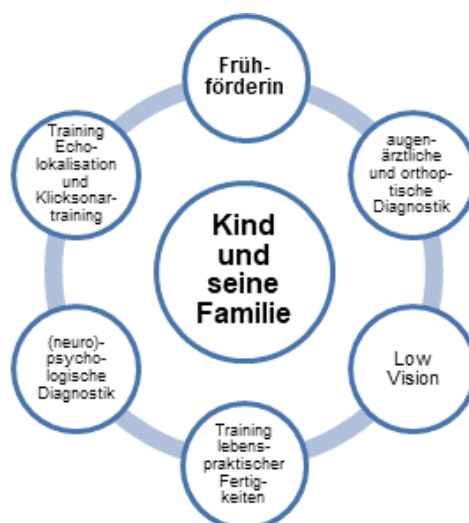 Früh-
förderin
augen-
ärztliche
und orthop-
tische
Diagnostik
Low
Vision
Training
lebens-
praktischer
Fertig-
keiten
(neuro)-
psycho-
logische
Diagnostik
Training
Echo-
lokalisation
und
Klicksonar-
training
Kind
und
seine
Familie